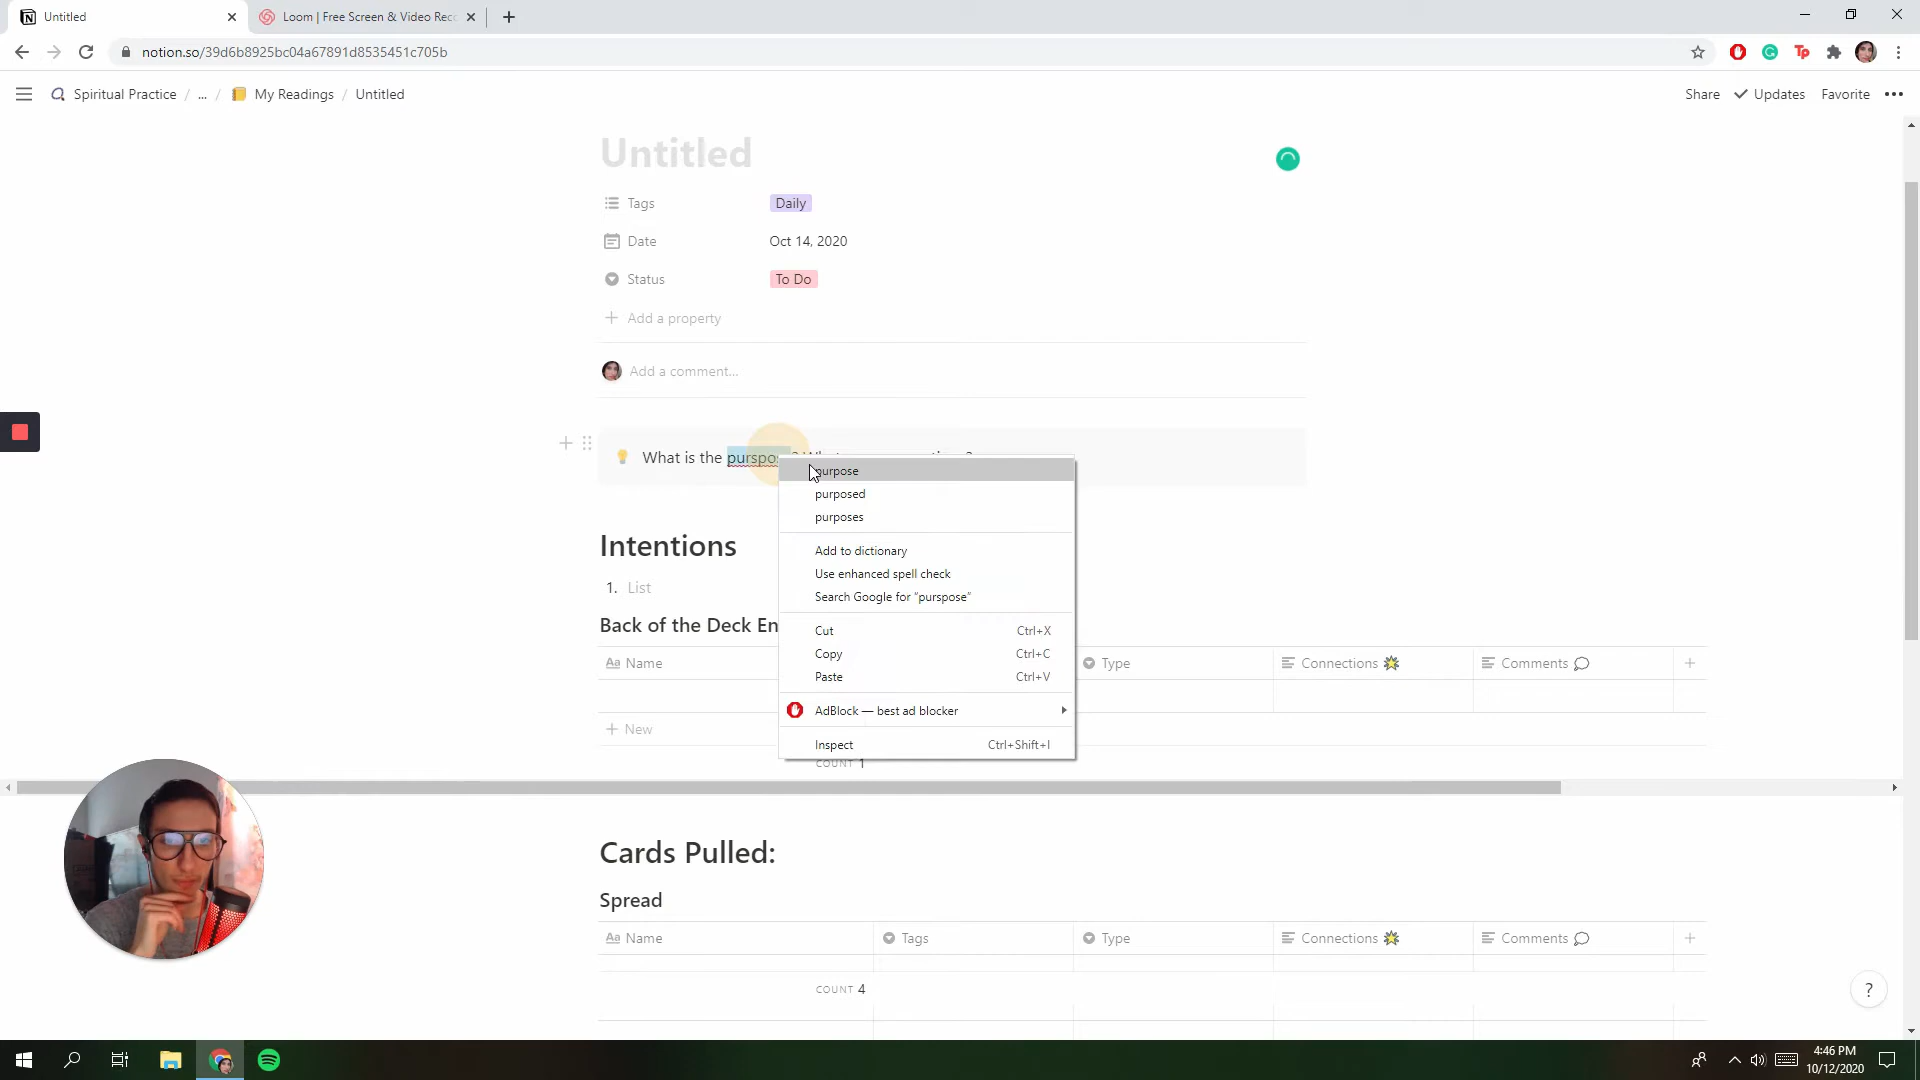 Untitled
Loom | Free Screen & Video Rec
notion.so/39d6b8925bc04a67891d8535451c705b
Spiritual Practice / ... / My Readings / Untitled
Share Updates Favorite
Untitled
Tags Daily
Date Oct 14, 2020
Status To Do
Add a property
Add a comment...
What is the purspo
purpose
purposed
purposes
Add to dictionary
Use enhanced spell check
Search Google for "purspose"
Cut Ctrl+X
Copy Ctrl+C
Paste Ctrl+V
AdBlock — best ad blocker
Inspect Ctrl+Shift+I
Intentions
1. List
Back of the Deck En
Aa Name Type Connections Comments
New
COUNT 1
Cards Pulled:
Spread
Aa Name Tags Type Connections Comments
COUNT 4
?
4:46 PM
10/12/2020